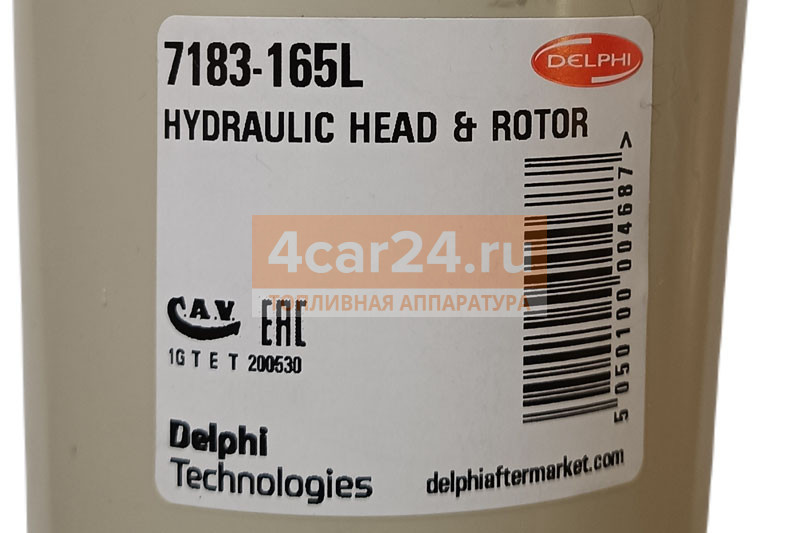 7183-165L
DELPHI
HYDRAULIC HEAD & ROTOR
5 050100 004687 >
4car24.ru
ТОПЛИВНАЯ АППАРАТУРА
C.A.V.
EAC
1GTET 200530
Delphi
Technologies
delphiaftermarket.com